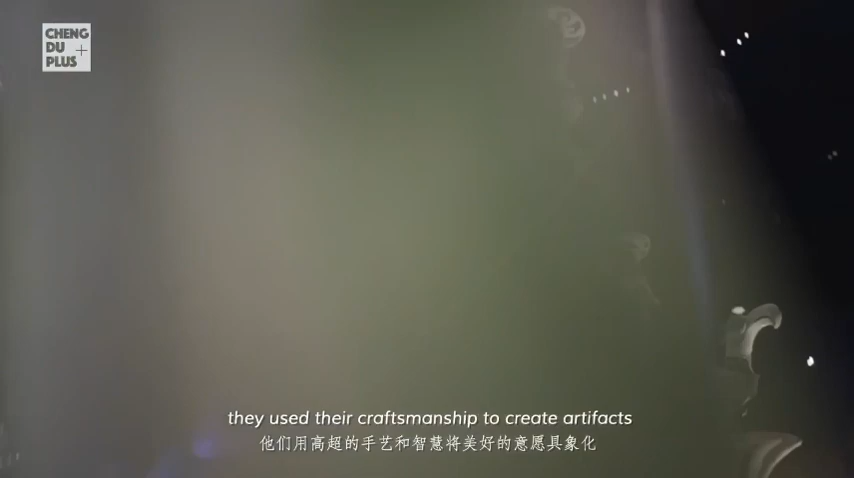 CHENG
DU
PLUS+
they used their craftsmanship to create artifacts
他们用高超的手艺和智慧将美好的意愿具象化